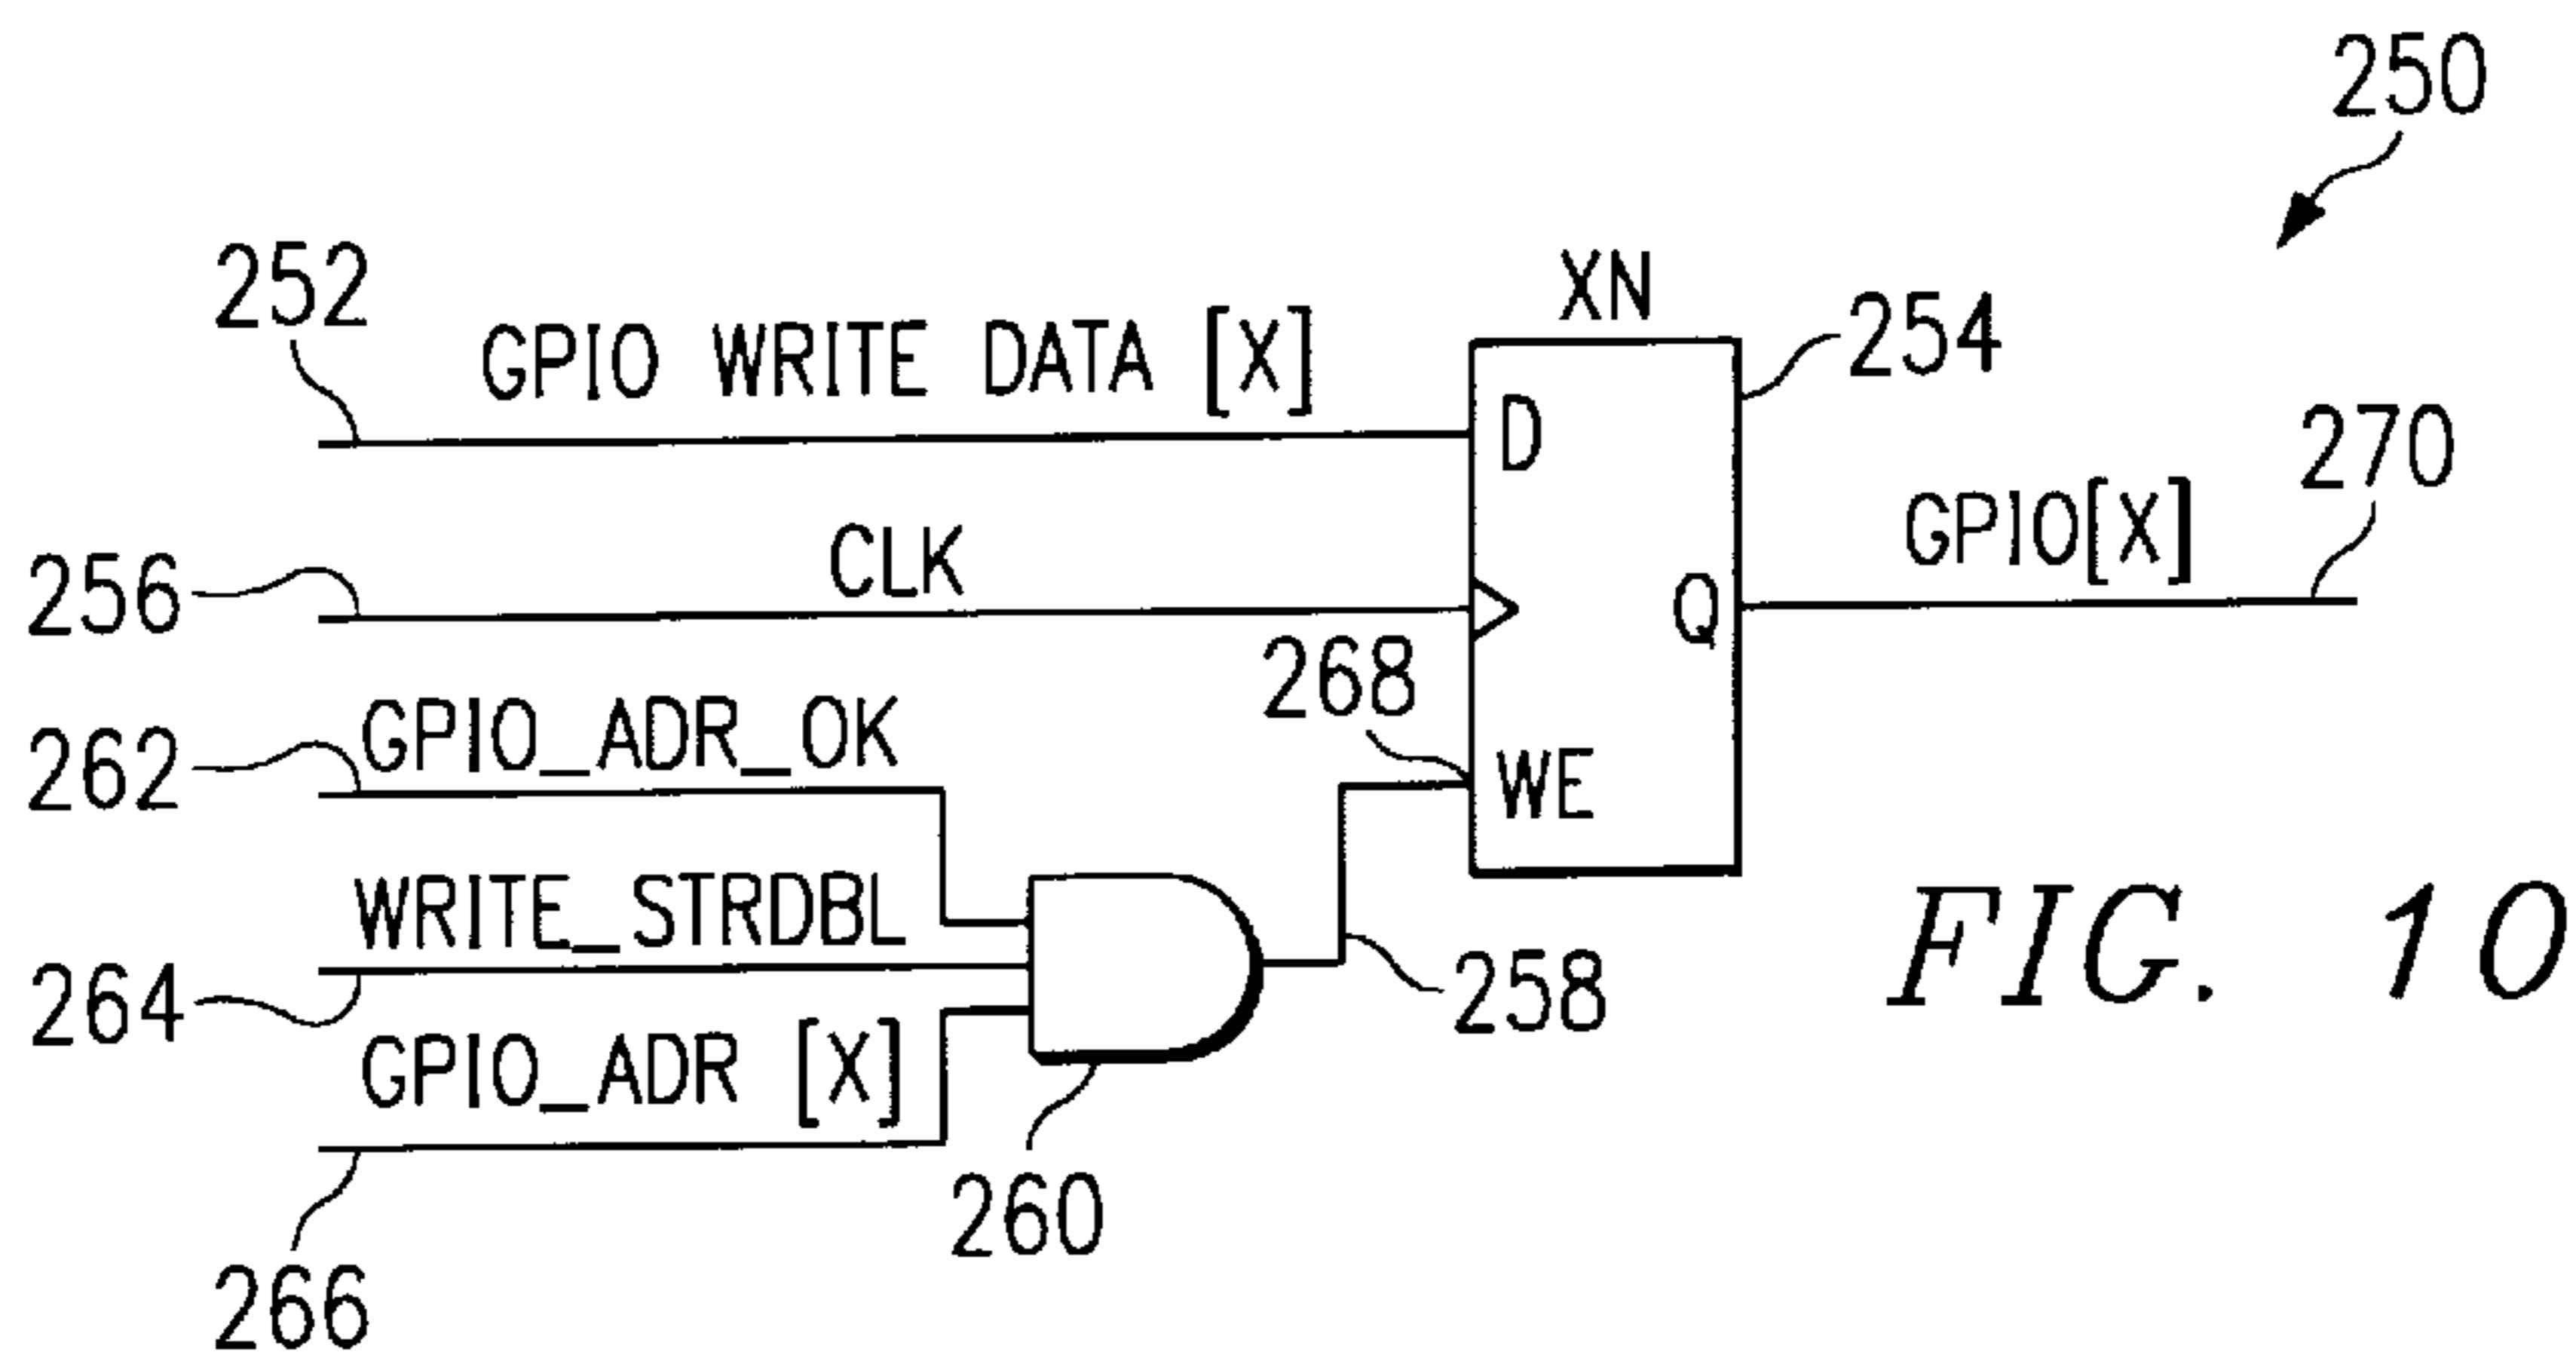 250
252
GPIO WRITE DATA [X]
XN
254
D
270
GPIO[X]
256
CLK
Q
268
262
GPIO_ADR_OK
WE
WRITE_STRDBL
264
258
FIG. 10
GPIO_ADR [X]
260
266